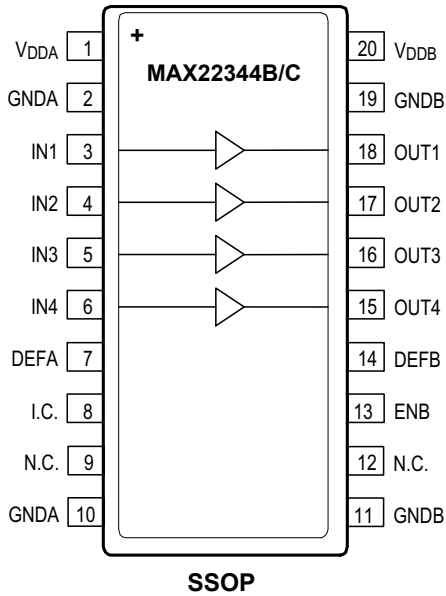 +
MAX22344B/C
VDDA 1 20 VDDB
GNDA 2 19 GNDB
IN1 3 18 OUT1
IN2 4 17 OUT2
IN3 5 16 OUT3
IN4 6 15 OUT4
DEFA 7 14 DEFB
I.C. 8 13 ENB
N.C. 9 12 N.C.
GNDA 10 11 GNDB
SSOP